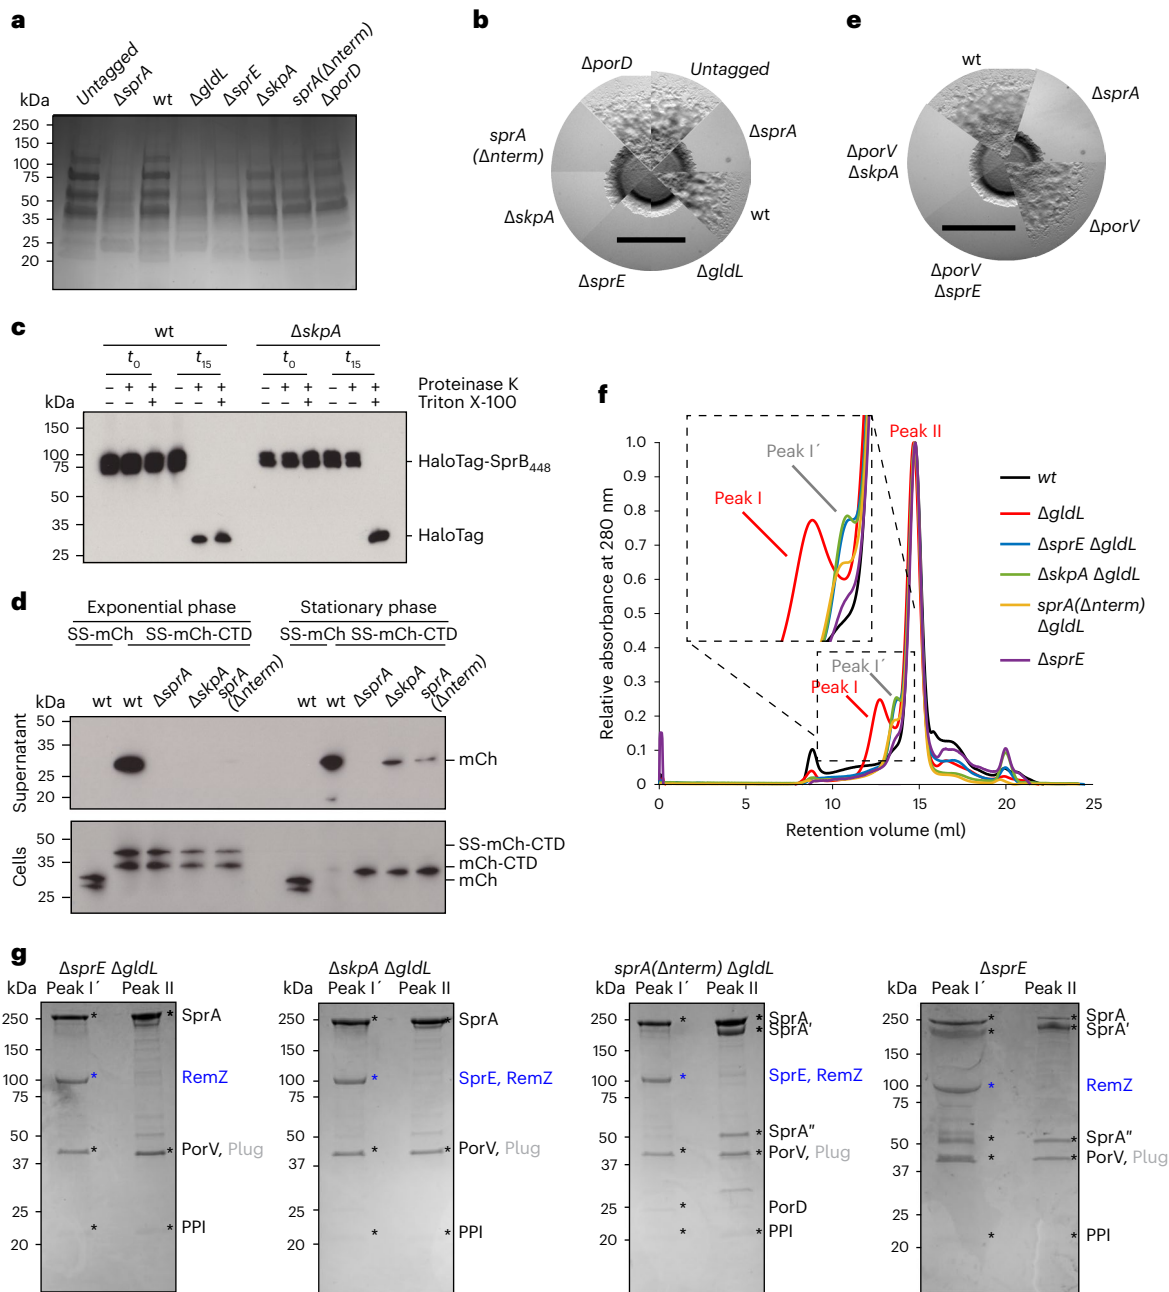 a
Untagged
ΔsprA
wt
ΔgldL
ΔsprE
ΔskpA
sprA(Δnterm)
ΔporD
kDa
250
150
100
75
50
35
25
20
b
ΔporD
Untagged
sprA
(Δnterm)
ΔsprA
ΔskpA
wt
ΔsprE
ΔgldL
e
wt
ΔsprA
ΔporV
ΔskpA
ΔporV
ΔporV
ΔsprE
c
wt ΔskpA
t0 t15 t0 t15
– + + – + + – + + – + + Proteinase K
+ + + + Triton X-100
kDa
150
100
75
50
35
25
HaloTag-SprB448
HaloTag
d
Exponential phase Stationary phase
SS-mCh SS-mCh-CTD SS-mCh SS-mCh-CTD
wt wt ΔsprA ΔskpA sprA (Δnterm) wt wt ΔsprA ΔskpA sprA (Δnterm)
kDa
Supernatant
50
35
20
mCh
Cells
50
35
25
SS-mCh-CTD
mCh-CTD
mCh
f
Relative absorbance at 280 nm
1.0
0.9
0.8
0.7
0.6
0.5
0.4
0.3
0.2
0.1
0
0 5 10 15 20 25
Retention volume (ml)
Peak I
Peak I´
Peak II
Peak I´
Peak I
wt
ΔgldL
ΔsprE ΔgldL
ΔskpA ΔgldL
sprA(Δnterm)
ΔgldL
ΔsprE
g
ΔsprE ΔgldL
kDa Peak I´ Peak II
250
150
100
75
50
37
25
20
* * SprA
* RemZ
* * PorV, Plug
* * PPI
ΔskpA ΔgldL
kDa Peak I´ Peak II
250
150
100
75
50
37
25
20
* * SprA
* SprE, RemZ
* * PorV, Plug
* * PPI
sprA(Δnterm) ΔgldL
kDa Peak I´ Peak II
250
150
100
75
50
37
25
20
* * SprA
* SprA'
* SprE, RemZ
* SprA"
* * PorV, Plug
* PorD
* * PPI
ΔsprE
kDa Peak I´ Peak II
250
150
100
75
50
37
25
20
* * SprA
* * SprA'
* RemZ
* * SprA"
* * PorV, Plug
* * PPI